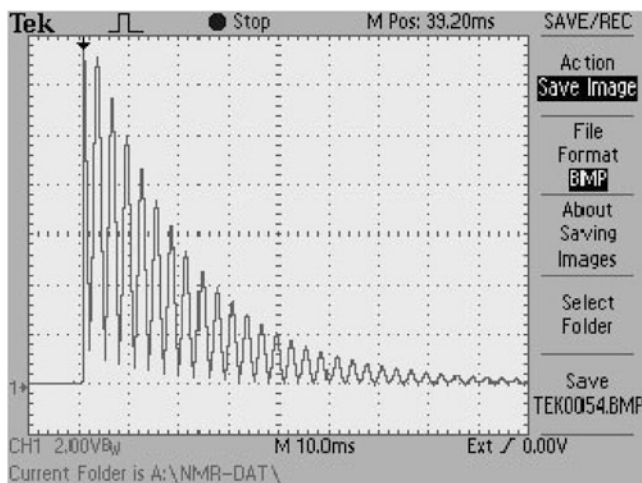 Tek Stop M Pos: 39.20ms SAVE/REC
Action
Save Image
File
Format
BMP
About
Saving
Images
Select
Folder
Save
TEK0054.BMP
1
CH1 2.00VBw M 10.0ms Ext 0.00V
Current Folder is A:\NMR-DAT\